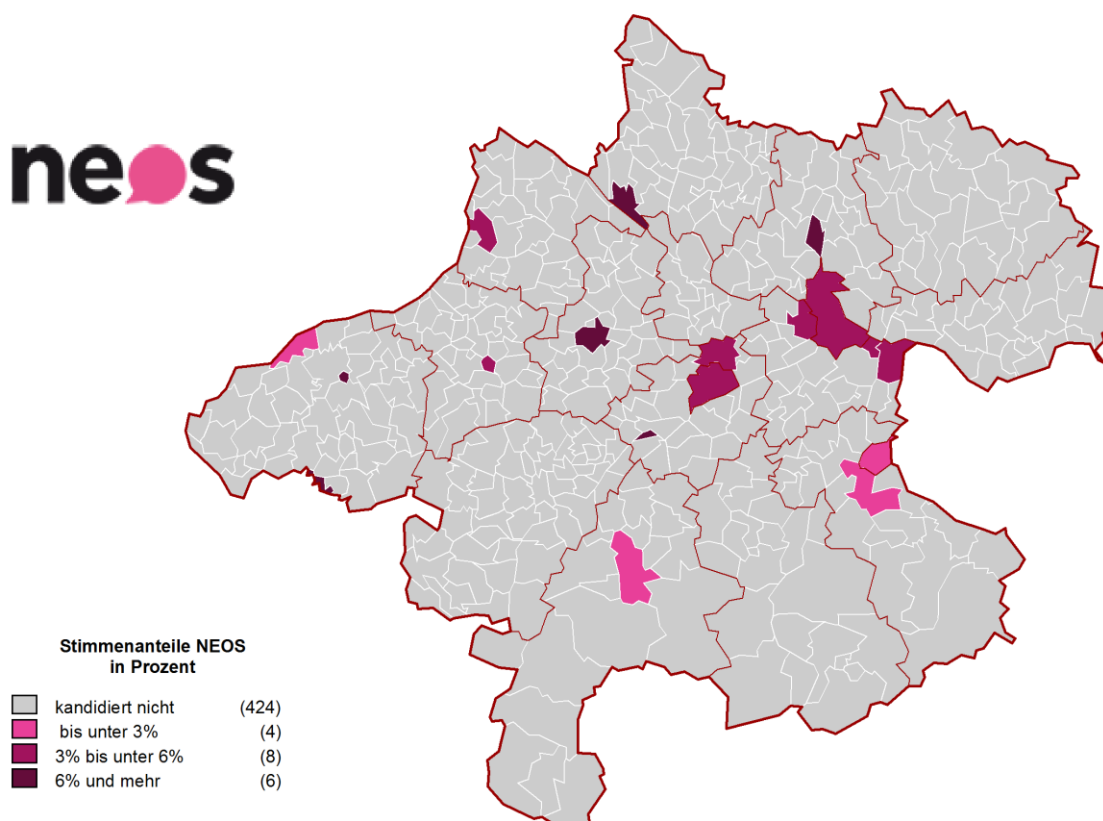 neos
Stimmenanteile NEOS
in Prozent
kandidiert nicht (424)
bis unter 3% (4)
3% bis unter 6% (8)
6% und mehr (6)